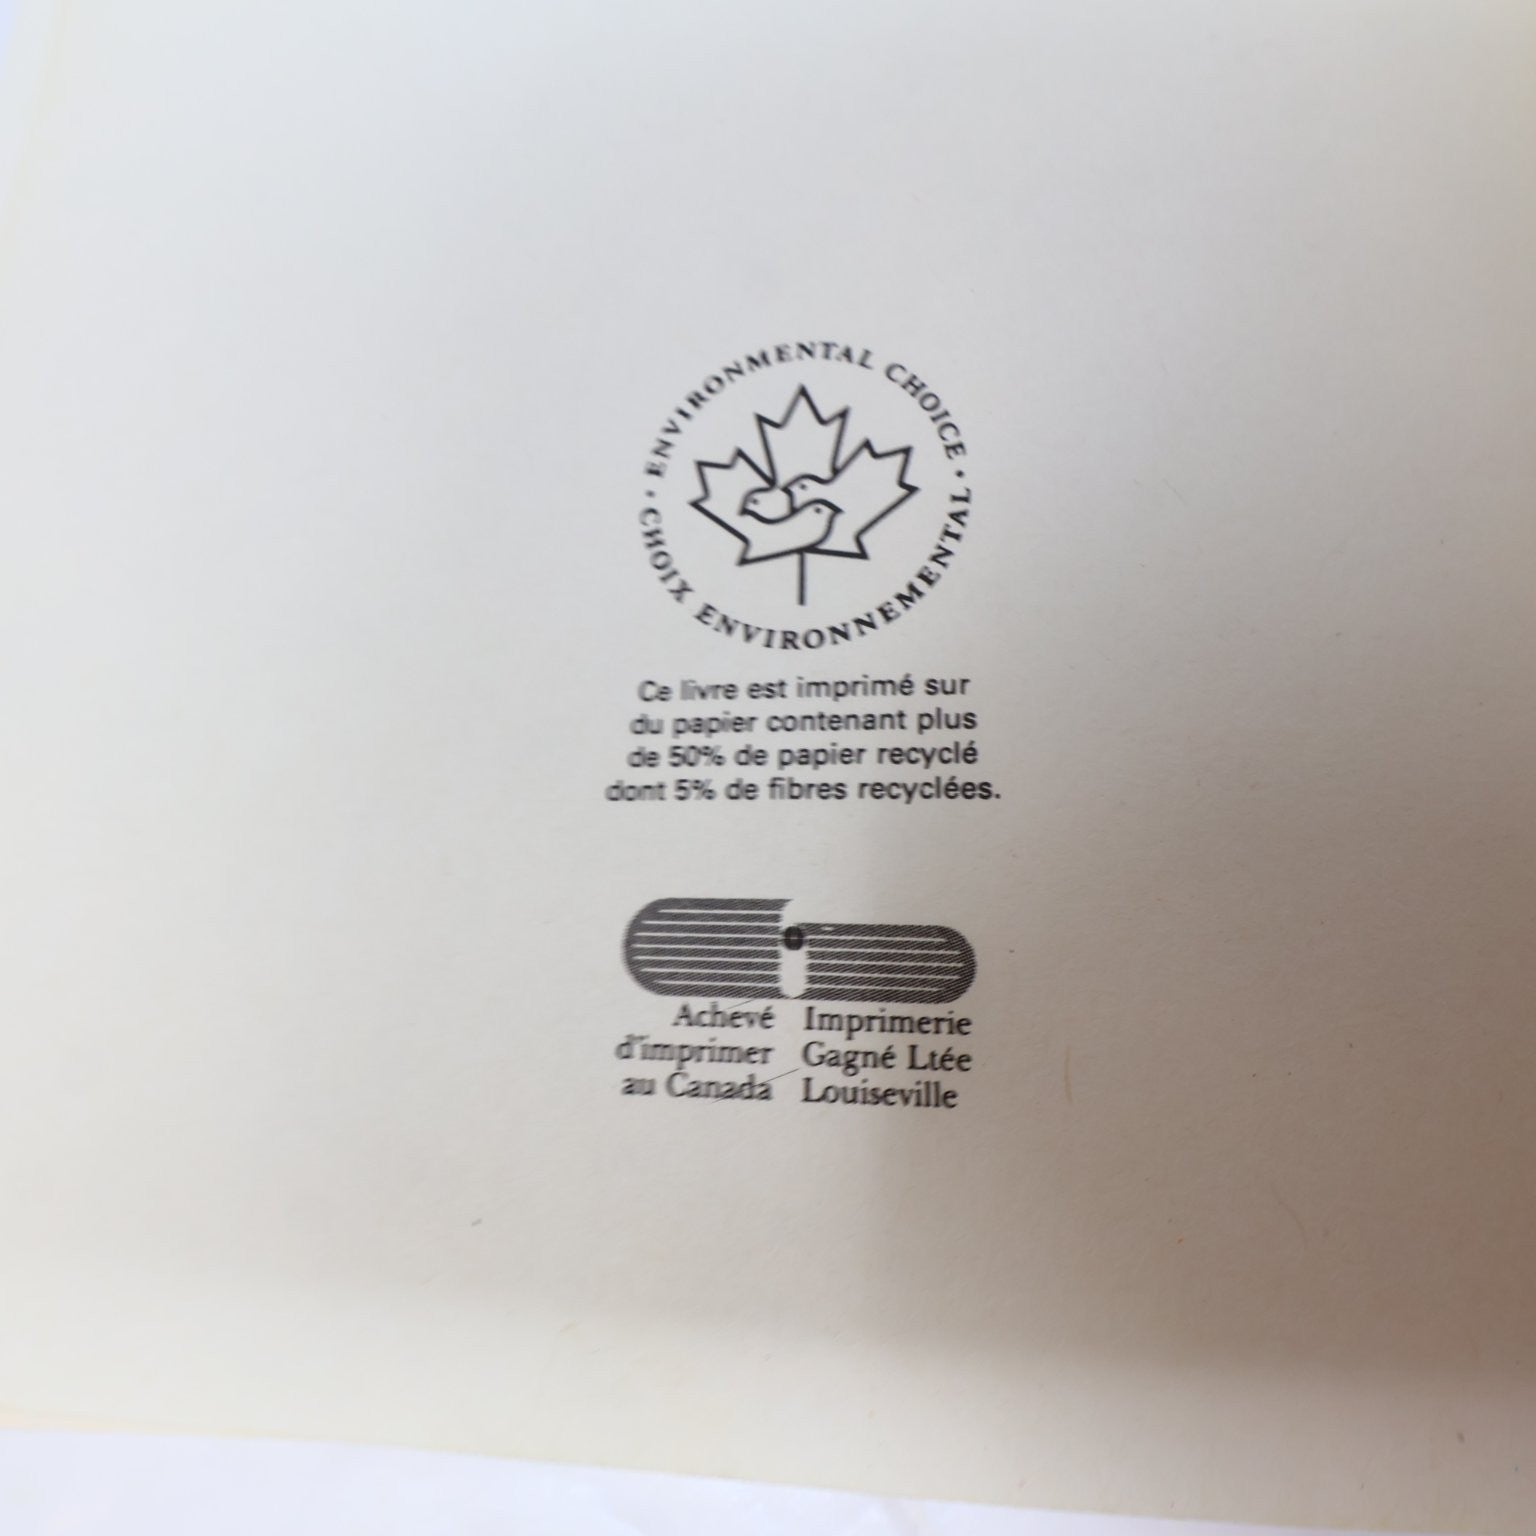 · ENVIRONMENTAL CHOICE ·
CHOIX ENVIRONNEMENTAL
Ce livre est imprimé sur
du papier contenant plus
de 50% de papier recyclé
dont 5% de fibres recyclées.
Achevé
d'imprimer
au Canada
Imprimerie
Gagné Ltée
Louiseville